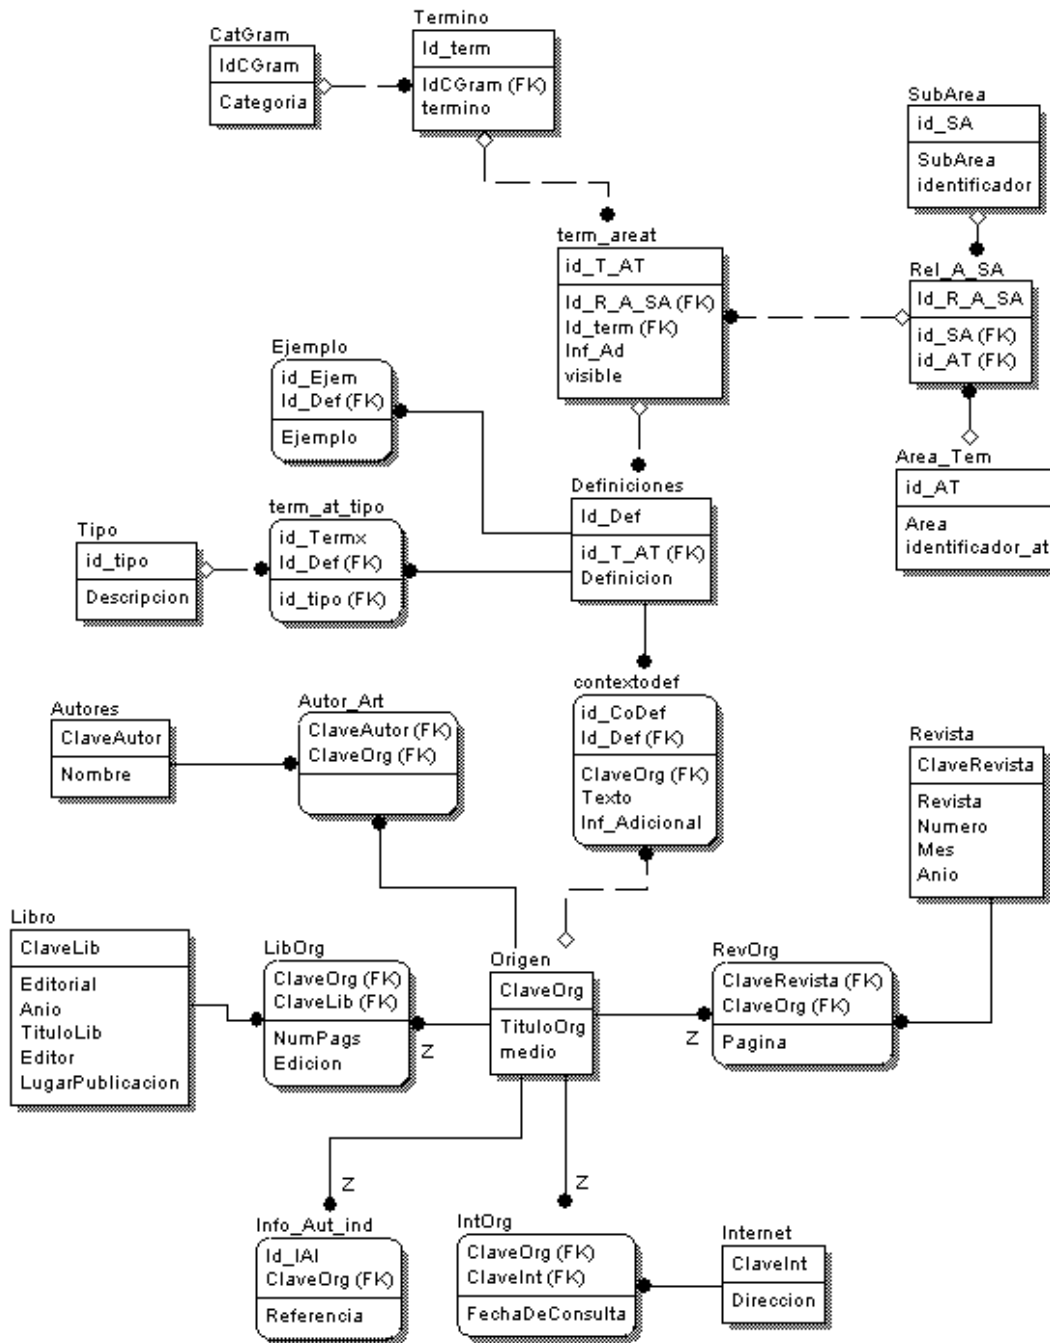 Termino
Id_term
IdCGram (FK)
termino
CatGram
IdCGram
Categoria
SubArea
id_SA
SubArea
identificador
term_areat
id_T_AT
Id_R_A_SA (FK)
Id_term (FK)
Inf_Ad
visible
Rel_A_SA
Id_R_A_SA
id_SA (FK)
id_AT (FK)
Ejemplo
id_Ejem
Id_Def (FK)
Ejemplo
Area_Tem
id_AT
Area
identificador_at
Definiciones
Id_Def
id_T_AT (FK)
Definicion
term_at_tipo
id_Termx
Id_Def (FK)
id_tipo (FK)
Tipo
id_tipo
Descripcion
contextodef
id_CoDef
Id_Def (FK)
ClaveOrg (FK)
Texto
Inf_Adicional
Autor_Art
ClaveAutor (FK)
ClaveOrg (FK)
Autores
ClaveAutor
Nombre
Revista
ClaveRevista
Revista
Numero
Mes
Anio
Libro
ClaveLib
Editorial
Anio
TituloLib
Editor
LugarPublicacion
LibOrg
ClaveOrg (FK)
ClaveLib (FK)
NumPags
Edicion
Z
Origen
ClaveOrg
TituloOrg
medio
RevOrg
ClaveRevista (FK)
ClaveOrg (FK)
Pagina
Z
Z
Z
Info_Aut_ind
Id_IAI
ClaveOrg (FK)
Referencia
IntOrg
ClaveOrg (FK)
ClaveInt (FK)
FechaDeConsulta
Internet
ClaveInt
Direccion